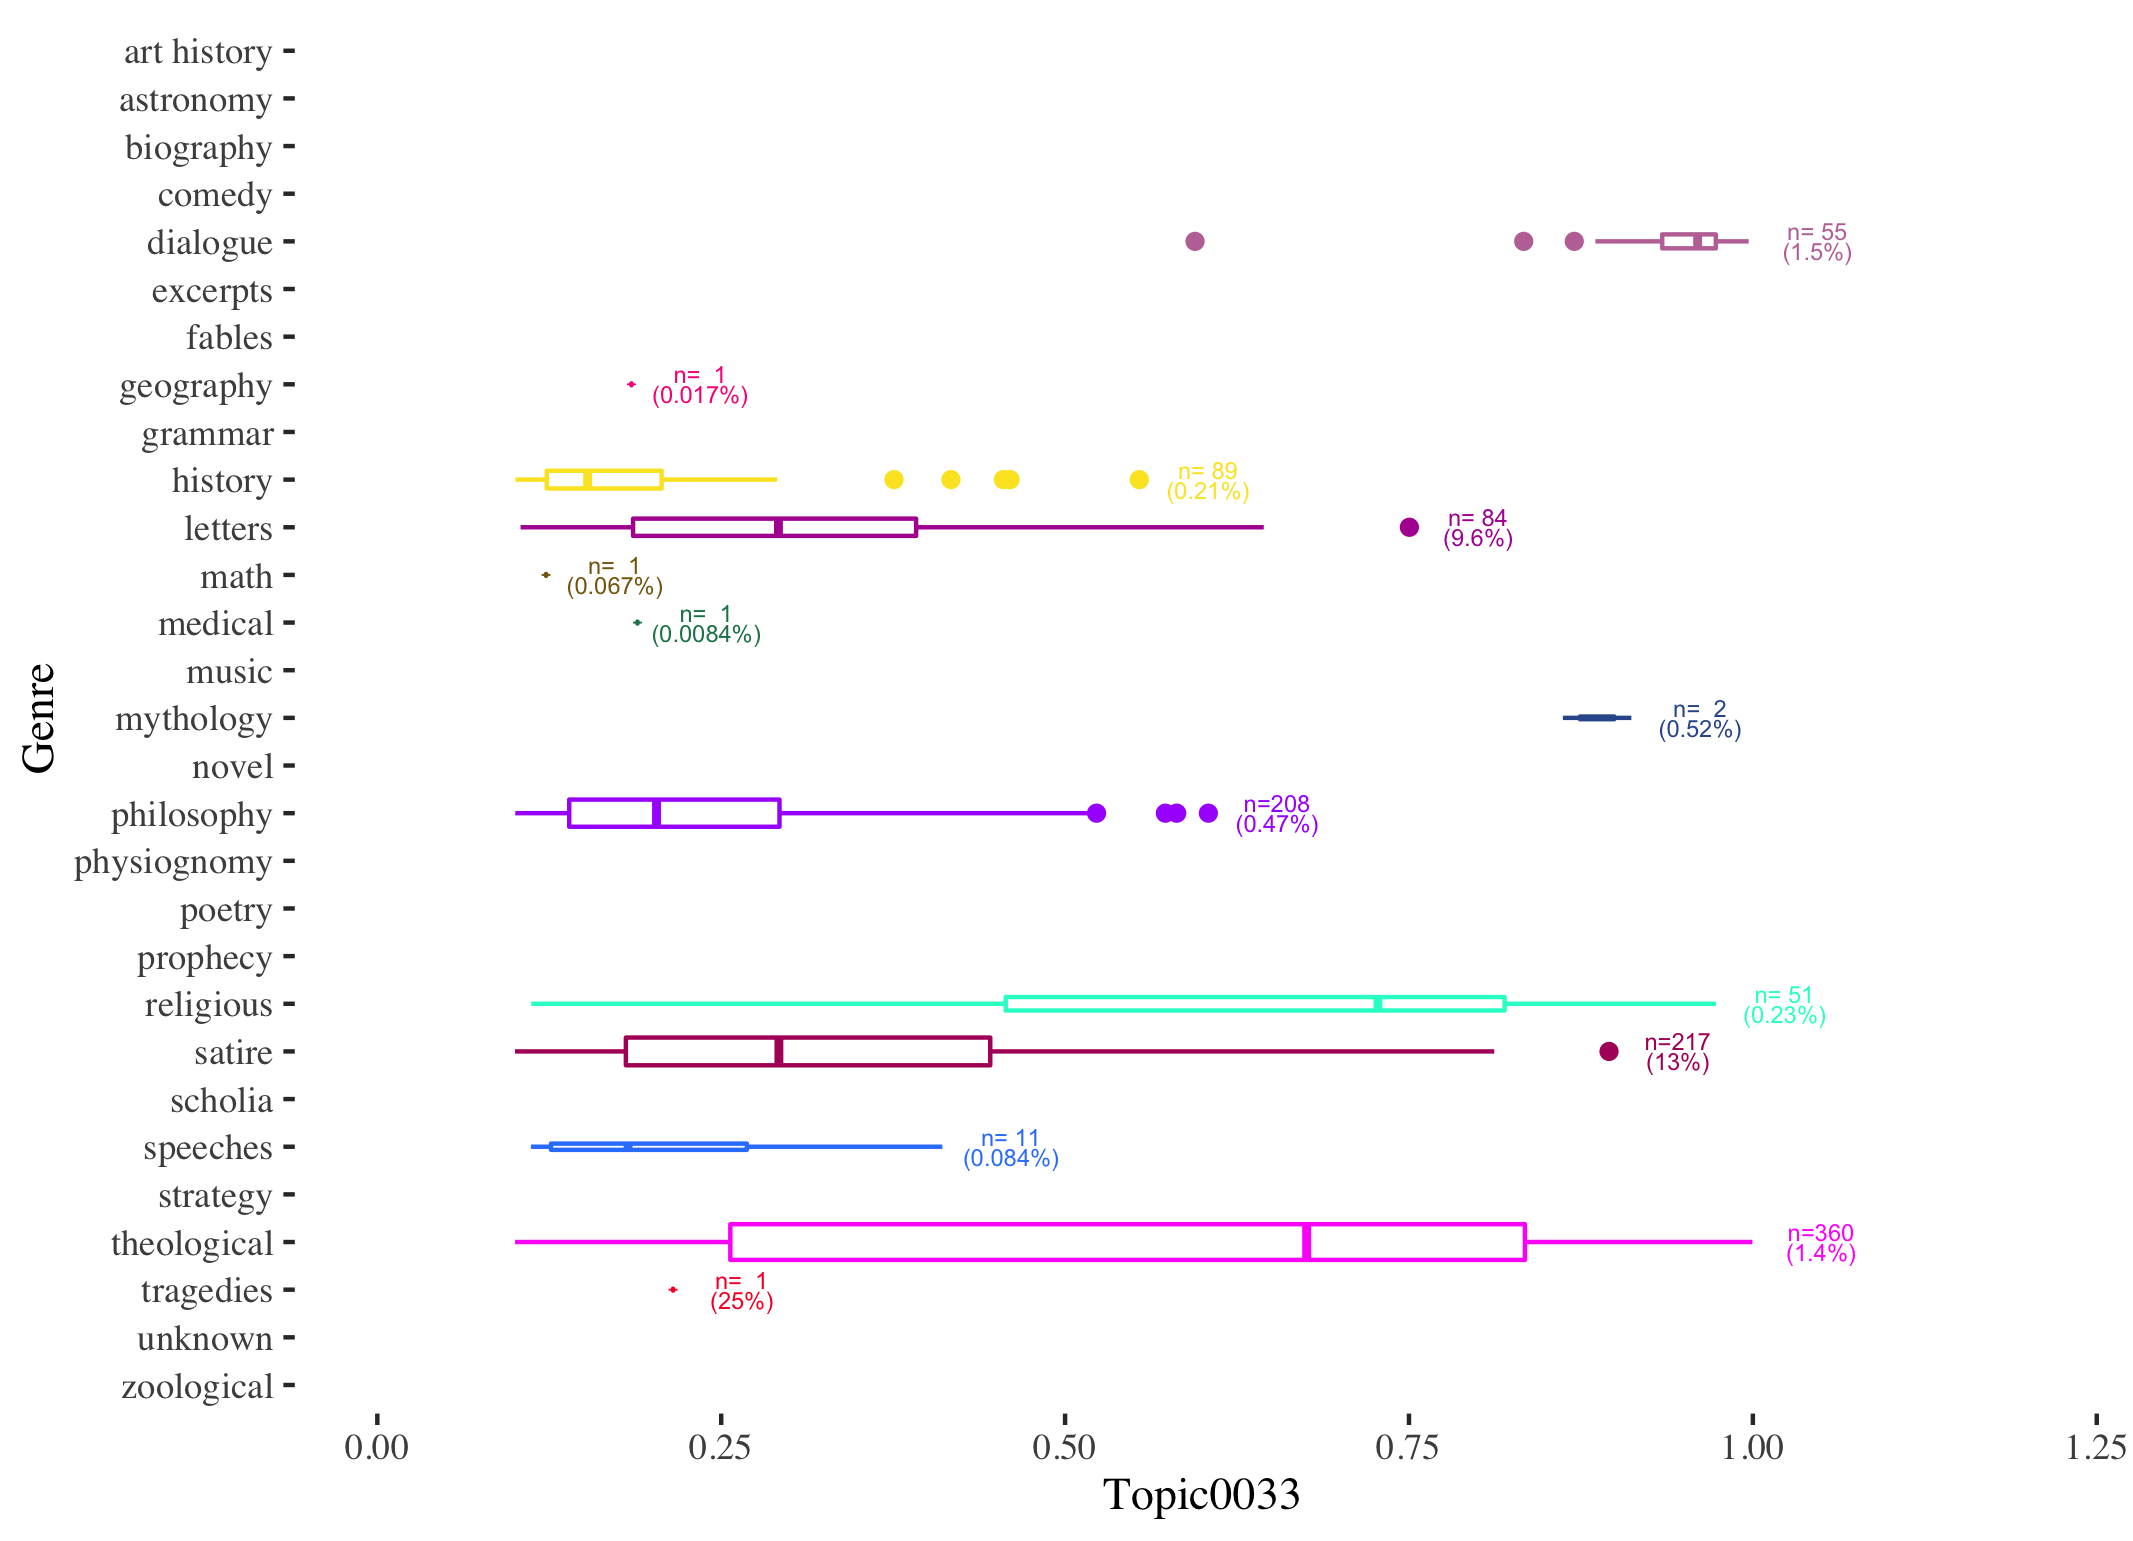 art history
astronomy
biography
comedy
dialogue
n= 55
(1.5%)
excerpts
fables
geography
n= 1
(0.017%)
grammar
history
n= 89
(0.21%)
letters
n= 84
(9.6%)
math
n= 1
(0.067%)
medical
n= 1
(0.0084%)
music
mythology
n= 2
(0.52%)
novel
philosophy
n=208
(0.47%)
physiognomy
poetry
prophecy
religious
n= 51
(0.23%)
satire
n=217
(13%)
scholia
speeches
n= 11
(0.084%)
strategy
theological
n=360
(1.4%)
tragedies
n= 1
(25%)
unknown
zoological
Genre
0.00 0.25 0.50 0.75 1.00 1.25
Topic0033